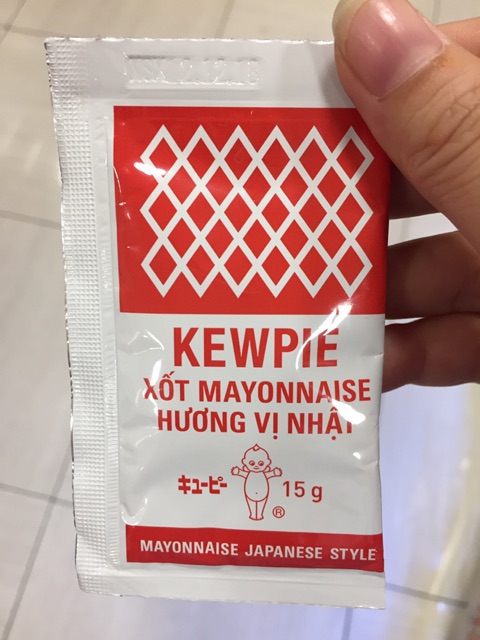 KEWPIE
XỐT MAYONNAISE
HƯƠNG VỊ NHẬT
キユーピー 15 g
®
MAYONNAISE JAPANESE STYLE